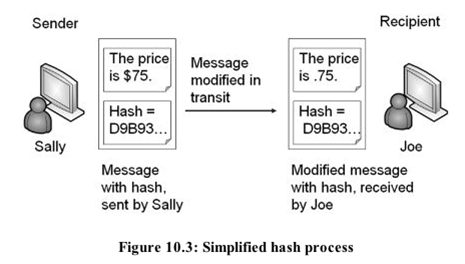 Sender
Recipient
The price
is $75.
Hash =
D9B93...
Sally
Message
with hash,
sent by Sally
Message
modified in
transit
The price
is .75.
Hash =
D9B93...
Joe
Modified message
with hash, received
by Joe
Figure 10.3: Simplified hash process